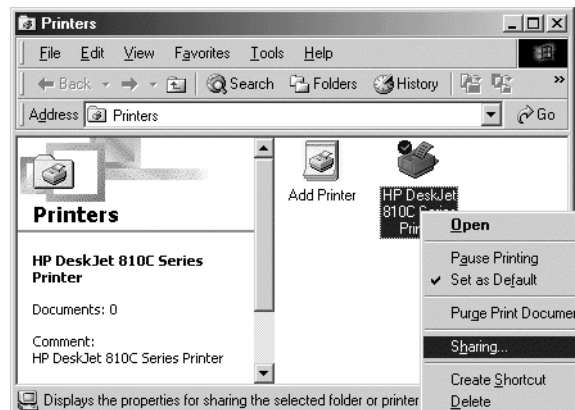 Printers
File Edit View Favorites Tools Help
Back Search Folders History »
Address Printers Go
Printers
HP DeskJet 810C Series
Printer
Documents: 0
Comment:
HP DeskJet 810C Series Printer
Add Printer
HP DeskJet
810C Series
Open
Pause Printing
Set as Default
Purge Print Documen
Sharing...
Create Shortcut
Delete
Displays the properties for sharing the selected folder or printer